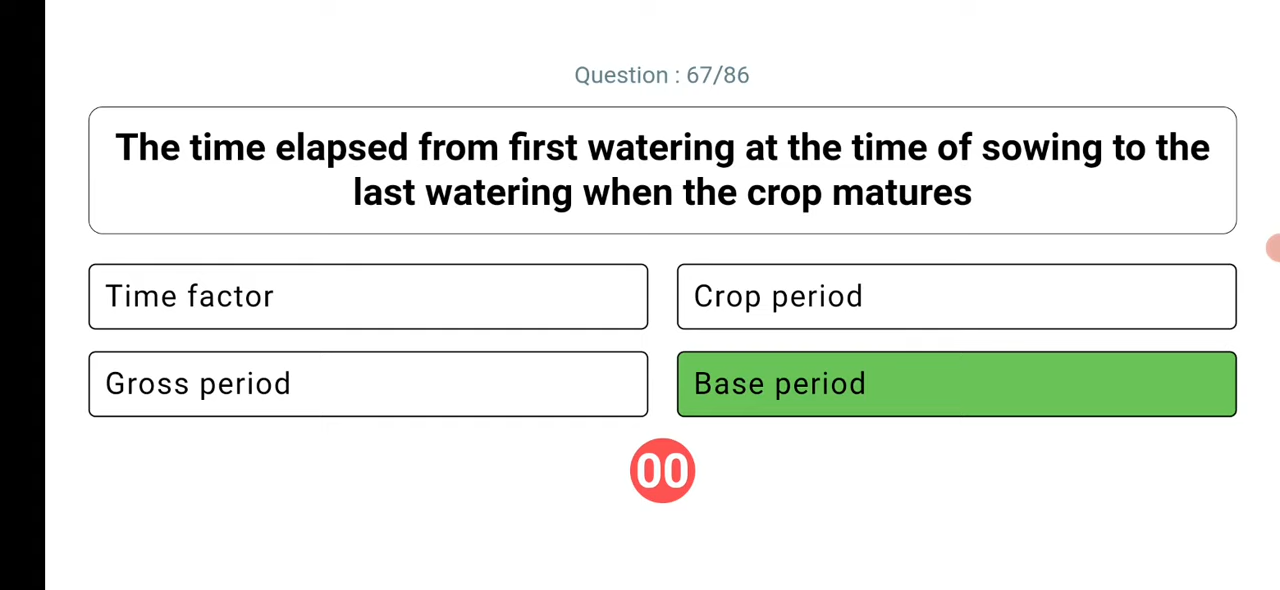 Question : 67/86
The time elapsed from first watering at the time of sowing to the
last watering when the crop matures
Time factor
Crop period
Gross period
Base period
00